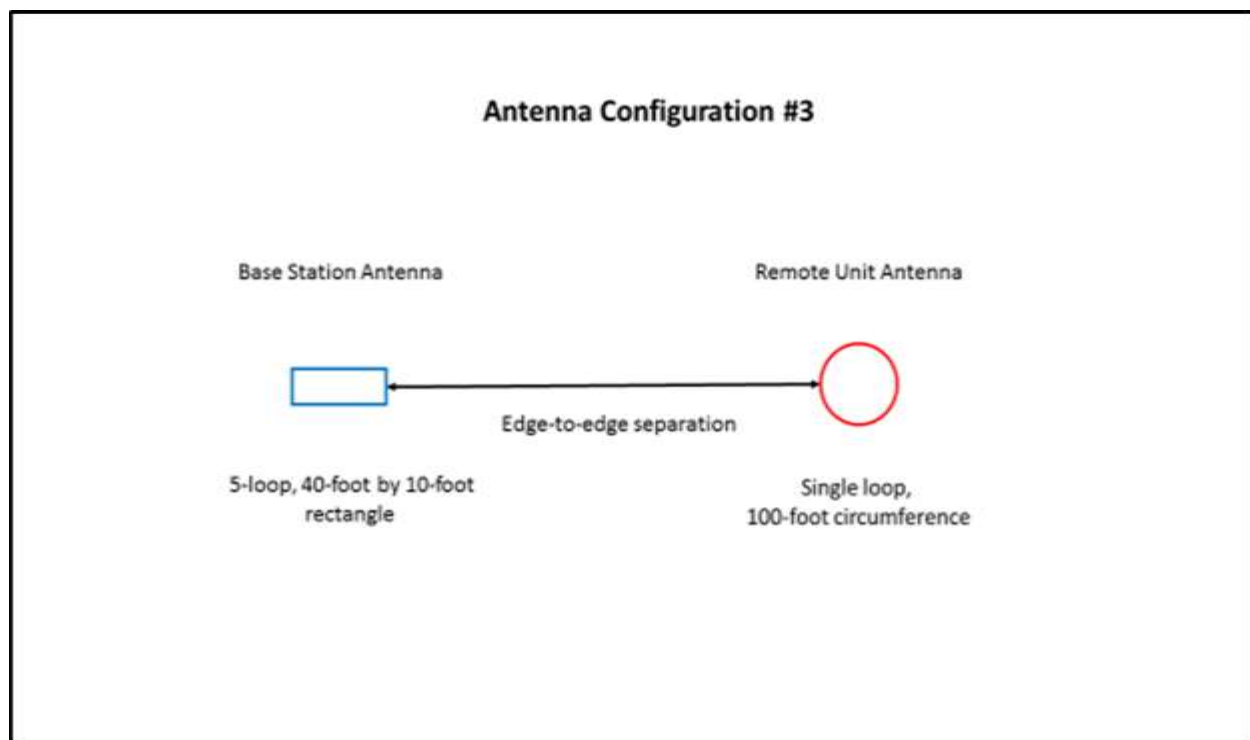 Antenna Configuration #3
Base Station Antenna
Remote Unit Antenna
Edge-to-edge separation
5-loop, 40-foot by 10-foot
rectangle
Single loop,
100-foot circumference